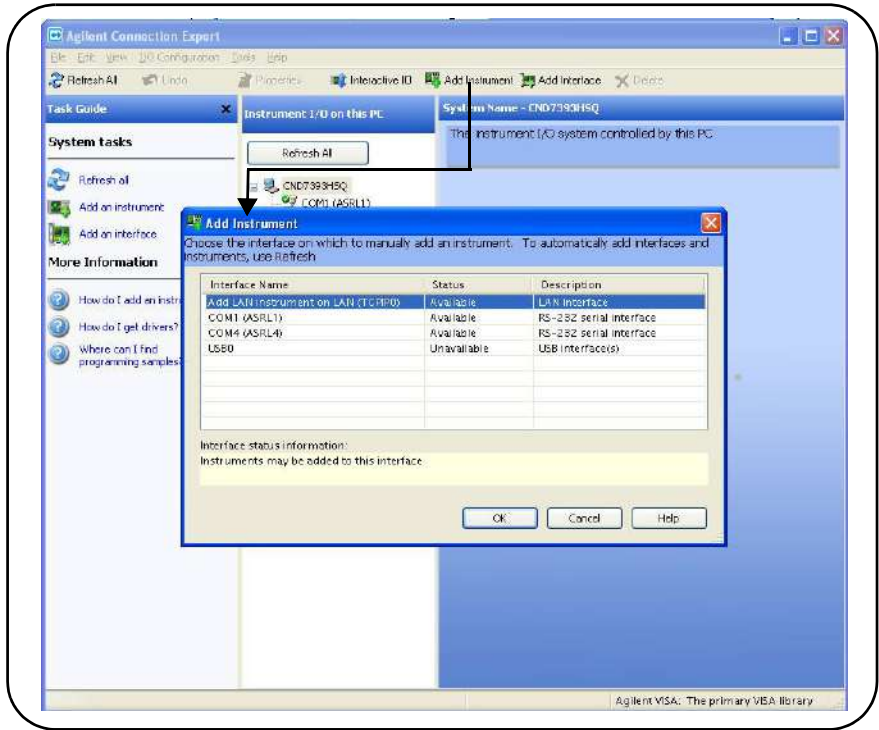 Agilent Connection Expert
File Edit View I/O Configuration Tools Help
Refresh All Undo Properties Interactive IO Add Instrument Add Interface Delete
Task Guide
Instrument I/O on this PC
System Name - CND7393HSQ
System tasks
The instrument I/O system controlled by this PC
Refresh All
Refresh all
CND7393HSQ
Add an instrument
COM1 (ASRL1)
Add an interface
More Information
How do I add an instr
How do I get drivers?
Where can I find
programming samples
Add Instrument
Choose the interface on which to manually add an instrument. To automatically add interfaces and
instruments, use Refresh
Interface Name Status Description
Add LAN instrument on LAN (TCPIP0) Available LAN interface
COM1 (ASRL1) Available RS-232 serial interface
COM4 (ASRL4) Available RS-232 serial interface
USB0 Unavailable USB interface(s)
Interface status information:
Instruments may be added to this interface
OK Cancel Help
Agilent VISA: The primary VISA library